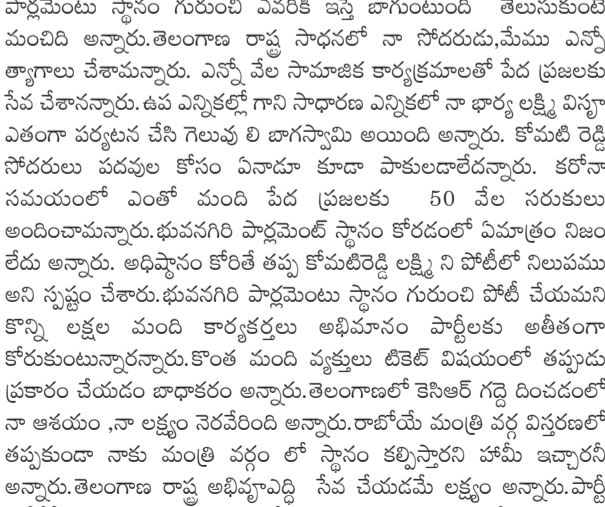 పార్లమెంటు స్థానం గురుంచి ఎవరికి ఇస్తే బాగుంటుంది తెలుసుకుంటె
మంచిది అన్నారు.తెలంగాణ రాష్ట్ర సాధనలో నా సోదరుడు,మేము ఎన్నో
త్యాగాలు చేశామన్నారు. ఎన్నో వేల సామాజిక కార్యక్రమాలతో పేద ప్రజలకు
సేవ చేశానన్నారు.ఉప ఎన్నికల్లో గాని సాధారణ ఎన్నికలో నా భార్య లక్ష్మి విస్తృ
ఎతంగా పర్యటన చేసి గెలువు లి బాగస్వామి అయింది అన్నారు. కోమటి రెడ్డి
సోదరులు పదవుల కోసం ఏనాడూ కూడా పాకులడాలేదన్నారు. కరోనా
సమయంలో ఎంతో మంది పేద ప్రజలకు 50 వేల సరుకులు
అందించామన్నారు.భువనగిరి పార్లమెంట్ స్థానం కోరడంలో ఏమాత్రం నిజం
లేదు అన్నారు. అధిష్ఠానం కోరితే తప్ప కోమటిరెడ్డి లక్ష్మి ని పోటీలో నిలుపము
అని స్పష్టం చేశారు.భువనగిరి పార్లమెంటు స్థానం గురుంచి పోటీ చేయమని
కొన్ని లక్షల మంది కార్యకర్తలు అభిమానం పార్టీలకు అతీతంగా
కోరుకుంటున్నారన్నారు.కొంత మంది వ్యక్తులు టికెట్ విషయంలో తప్పుడు
ప్రకారం చేయడం బాధాకరం అన్నారు.తెలంగాణలో కెసిఆర్ గద్దె దించడంలో
నా ఆశయం ,నా లక్ష్యం నెరవేరింది అన్నారు.రాబోయే మంత్రి వర్గ విస్తరణలో
తప్పకుండా నాకు మంత్రి వర్గం లో స్థానం కల్పిస్తారని హామీ ఇచ్చారనీ
అన్నారు.తెలంగాణ రాష్ట్ర అభివృఎద్ధి సేవ చేయడమే లక్ష్యం అన్నారు.పార్టీ